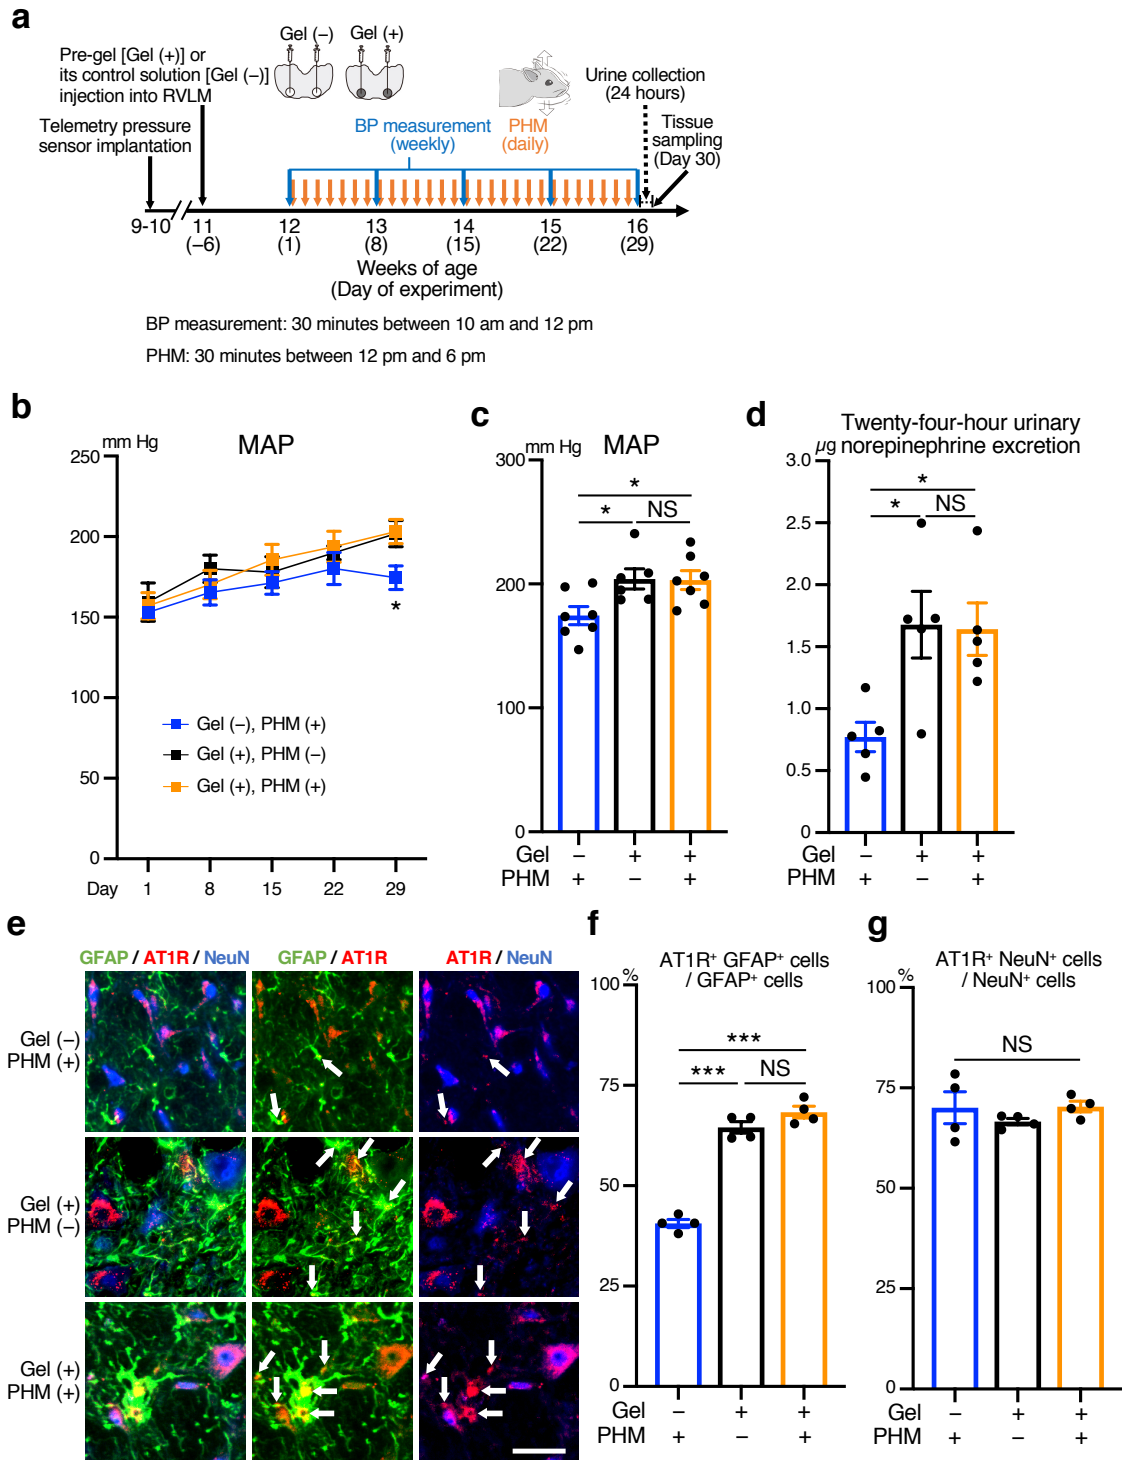 a
Gel (–) Gel (+)
Pre-gel [Gel (+)] or
its control solution [Gel (–)]
injection into RVLM
Telemetry pressure
sensor implantation
BP measurement
(weekly)
PHM
(daily)
Urine collection
(24 hours)
Tissue
sampling
(Day 30)
9-10 11 12 13 14 15 16
(–6) (1) (8) (15) (22) (29)
Weeks of age
(Day of experiment)
BP measurement: 30 minutes between 10 am and 12 pm
PHM: 30 minutes between 12 pm and 6 pm
b
mm Hg MAP
250
200
150
100
50
0
*
Gel (–), PHM (+)
Gel (+), PHM (–)
Gel (+), PHM (+)
Day 1 8 15 22 29
c
mm Hg MAP
300
200
100
0
*
* NS
Gel – + +
PHM + – +
d
Twenty-four-hour urinary
µg norepinephrine excretion
3.0
2.5
2.0
1.5
1.0
0.5
0
*
* NS
Gel – + +
PHM + – +
e
GFAP / AT1R / NeuN GFAP / AT1R AT1R / NeuN
Gel (–)
PHM (+)
Gel (+)
PHM (–)
Gel (+)
PHM (+)
f
AT1R⁺ GFAP⁺ cells
/ GFAP⁺ cells
%
100
75
50
25
0
***
*** NS
Gel – + +
PHM + – +
g
AT1R⁺ NeuN⁺ cells
/ NeuN⁺ cells
%
100
75
50
25
0
NS
Gel – + +
PHM + – +